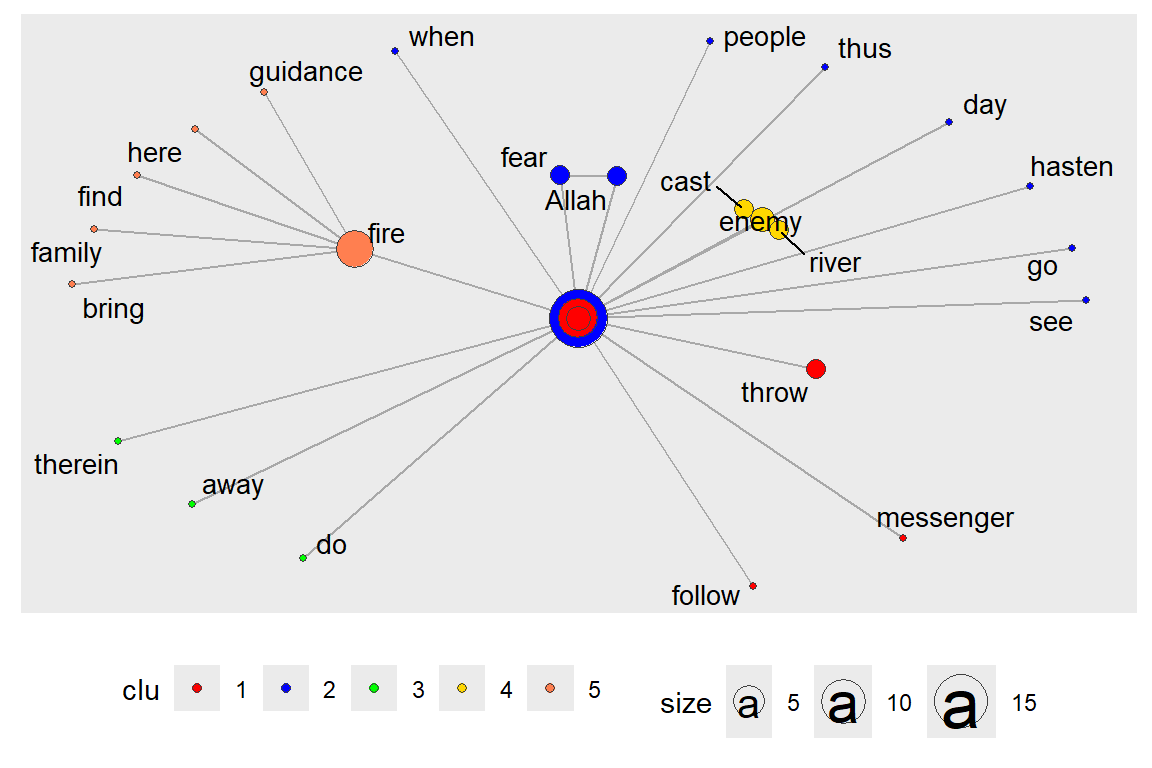 when
people
thus
guidance
day
here
fear
hasten
cast
find
Allah
enemy
fire
family
river
go
bring
see
throw
therein
away
messenger
do
follow
clu 1 2 3 4 5
size a 5 a 10 a 15